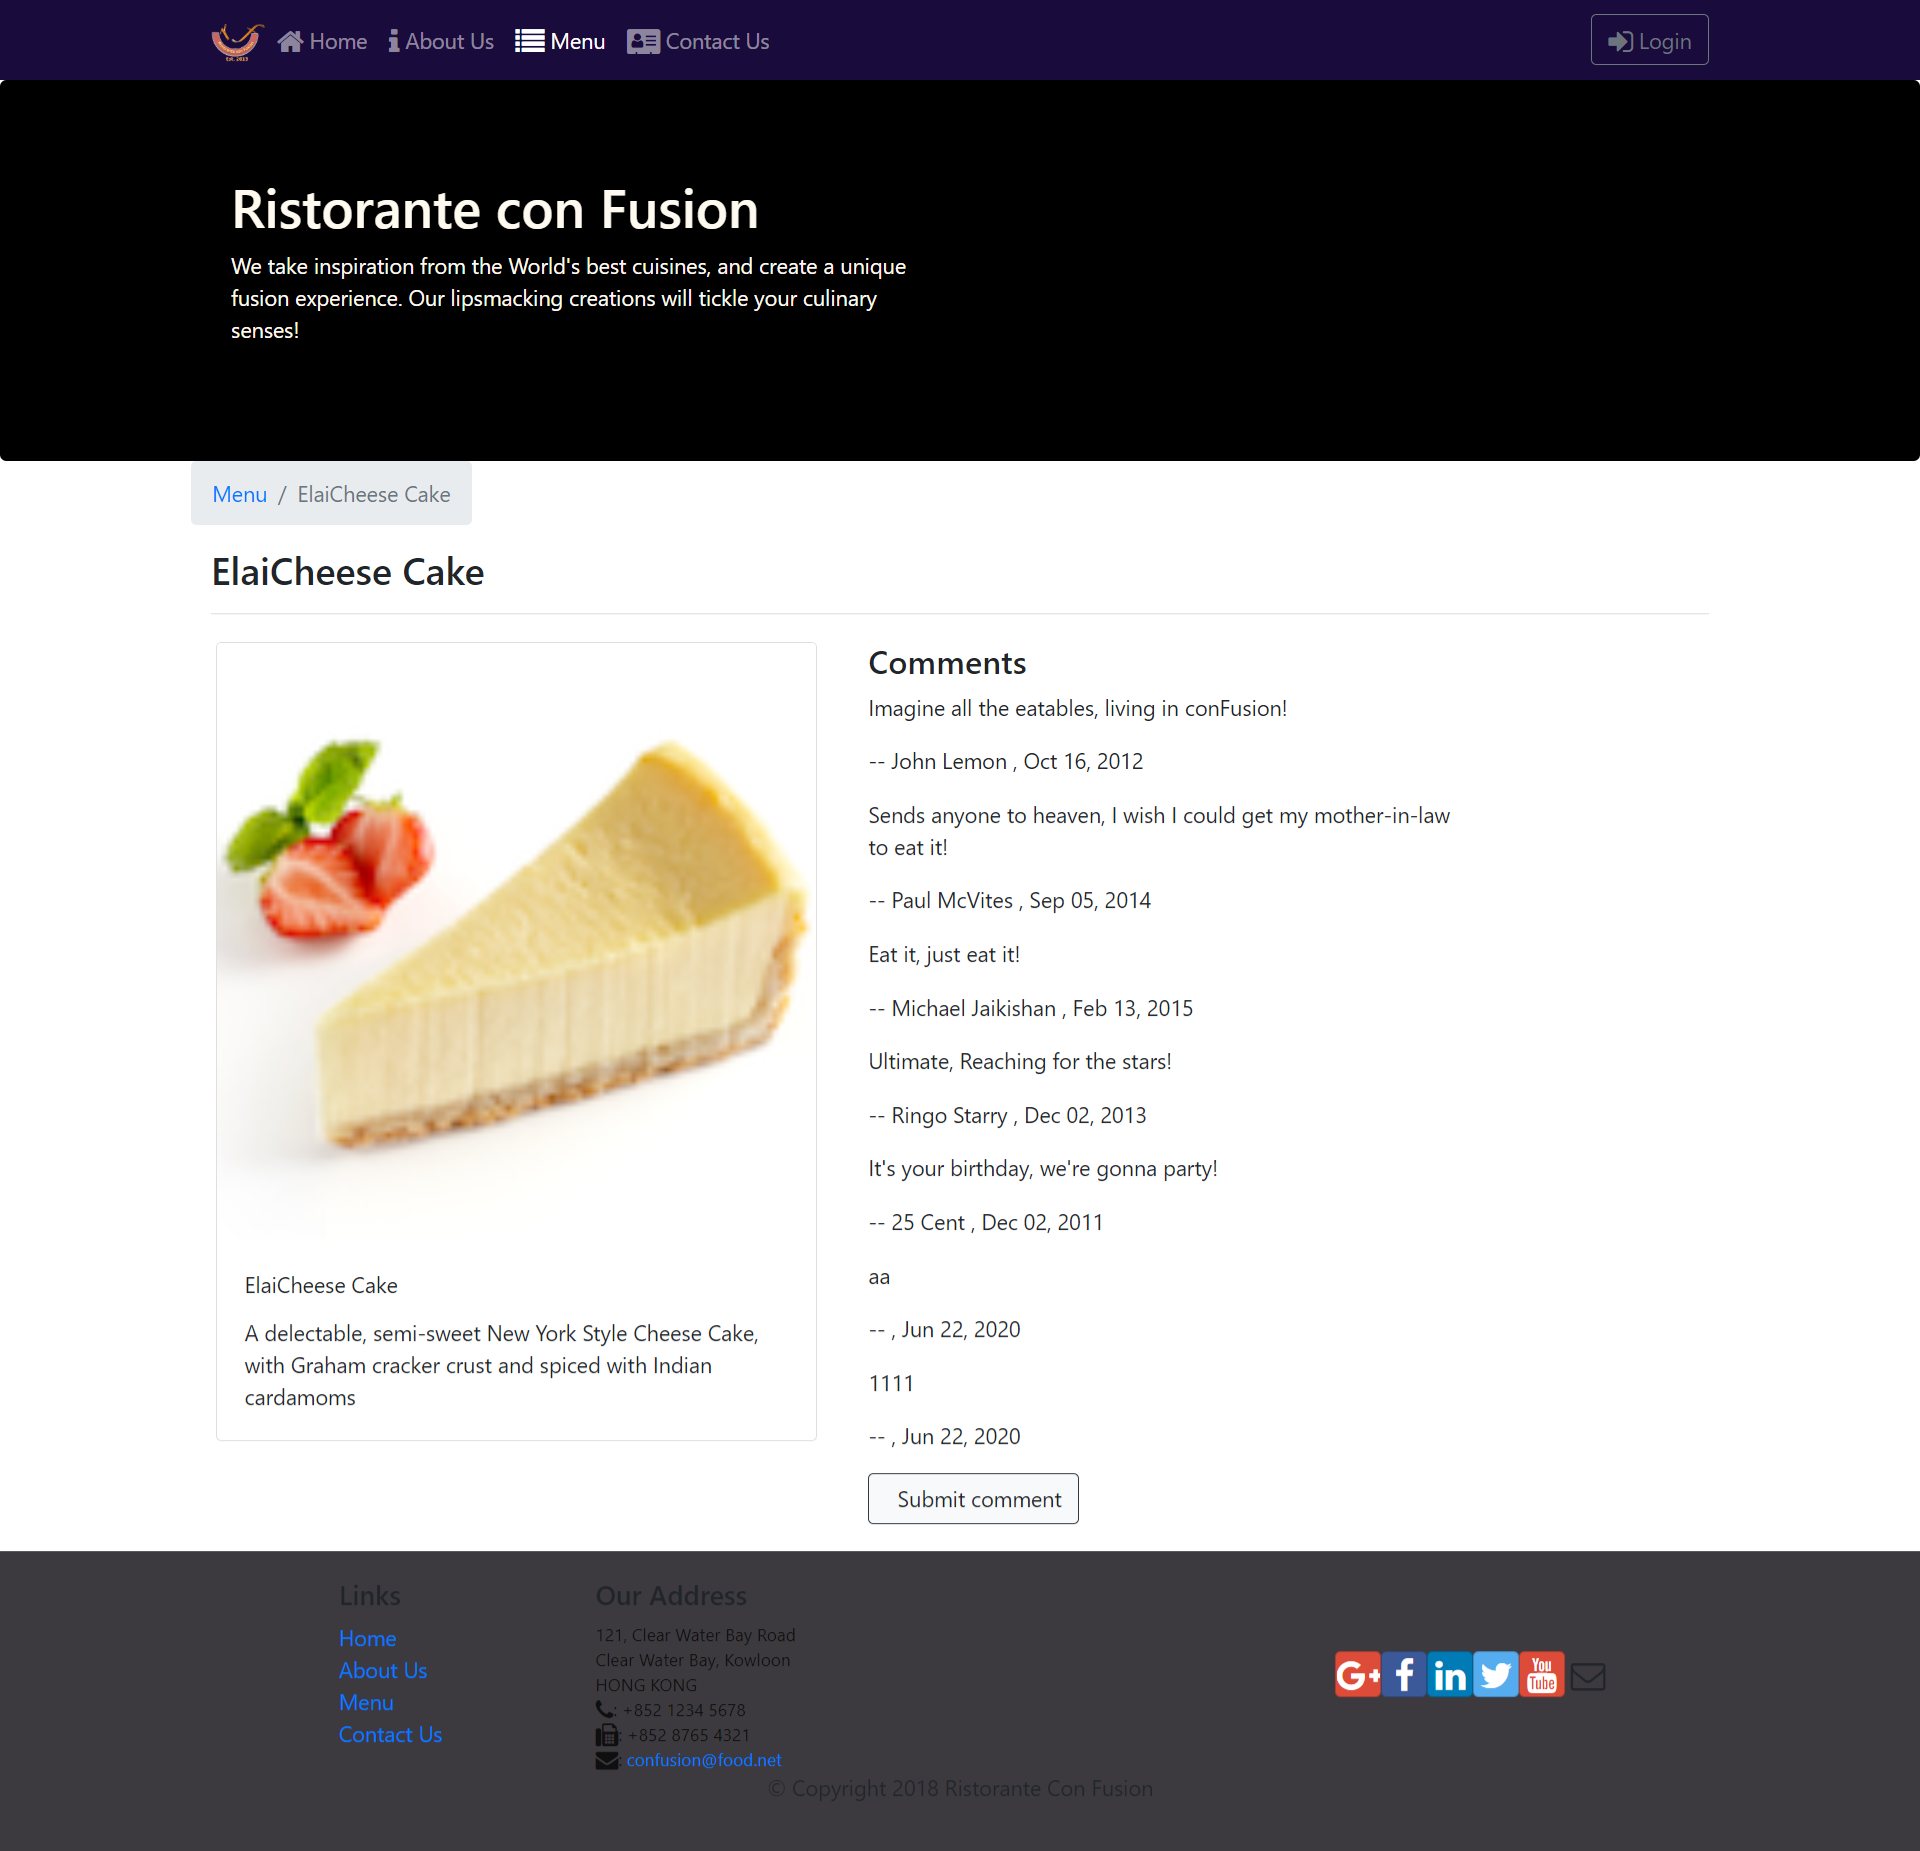 Est. 2013
Home
About Us
Menu
Contact Us
Login
Ristorante con Fusion
We take inspiration from the World's best cuisines, and create a unique
fusion experience. Our lipsmacking creations will tickle your culinary
senses!
Menu / ElaiCheese Cake
ElaiCheese Cake
ElaiCheese Cake
A delectable, semi-sweet New York Style Cheese Cake,
with Graham cracker crust and spiced with Indian
cardamoms
Comments
Imagine all the eatables, living in conFusion!
-- John Lemon , Oct 16, 2012
Sends anyone to heaven, I wish I could get my mother-in-law
to eat it!
-- Paul McVites , Sep 05, 2014
Eat it, just eat it!
-- Michael Jaikishan , Feb 13, 2015
Ultimate, Reaching for the stars!
-- Ringo Starry , Dec 02, 2013
It's your birthday, we're gonna party!
-- 25 Cent , Dec 02, 2011
aa
-- , Jun 22, 2020
1111
-- , Jun 22, 2020
Submit comment
Links
Home
About Us
Menu
Contact Us
Our Address
121, Clear Water Bay Road
Clear Water Bay, Kowloon
HONG KONG
: +852 1234 5678
: +852 8765 4321
: confusion@food.net
G+
f
in
You
Tube
© Copyright 2018 Ristorante Con Fusion